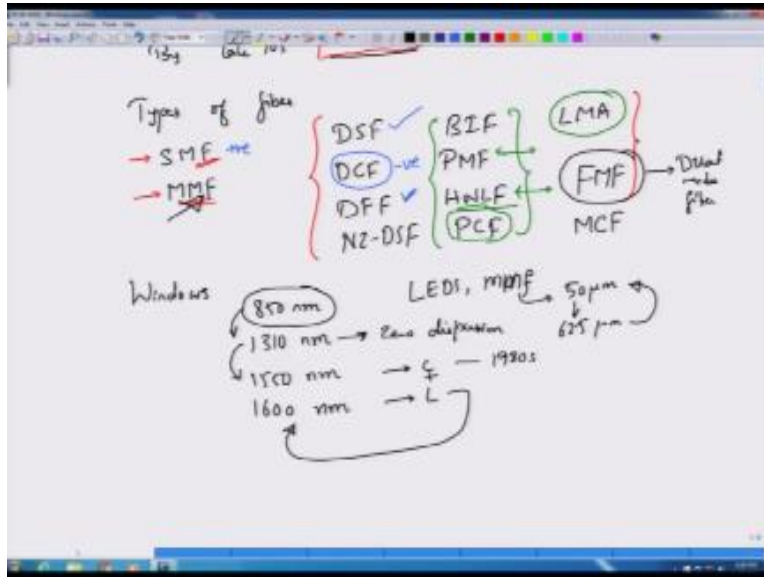 Types of fiber
→ SMF +ve
→ MMF
DSF ✓
DCF -ve
DFF ✓
NZ-DSF
BIF
PMF
HNLF
PCF
LMA
FMF → Dual mode fiber
MCF
Windows
850 nm LEDs, MMF → 50 μm
1310 nm → Zero dispersion 625 μm
1550 nm → C — 1980s
1600 nm → L